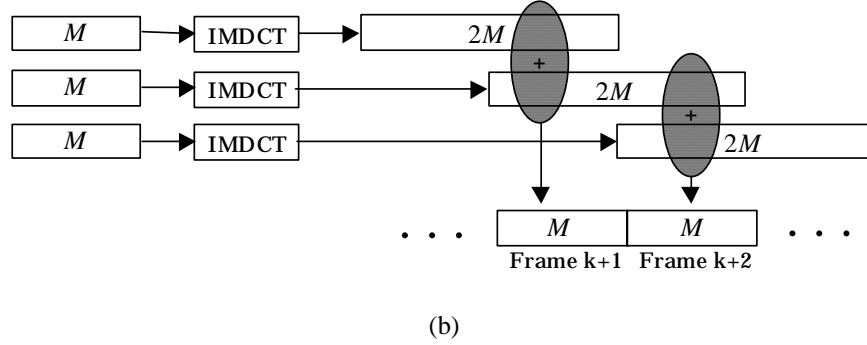 M IMDCT 2M
+
M IMDCT 2M
+
M IMDCT 2M
. . . M M . . .
Frame k+1 Frame k+2
(b)